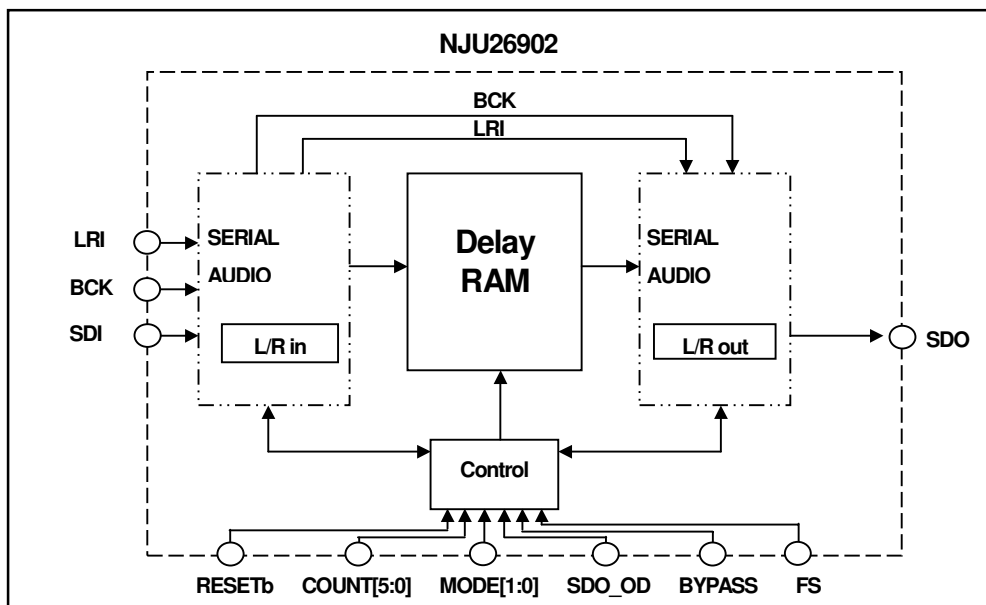 NJU26902
BCK
LRI
LRI
BCK
SDI
SERIAL
AUDIO
L/R in
Delay
RAM
SERIAL
AUDIO
L/R out
SDO
Control
RESETb
COUNT[5:0]
MODE[1:0]
SDO_OD
BYPASS
FS